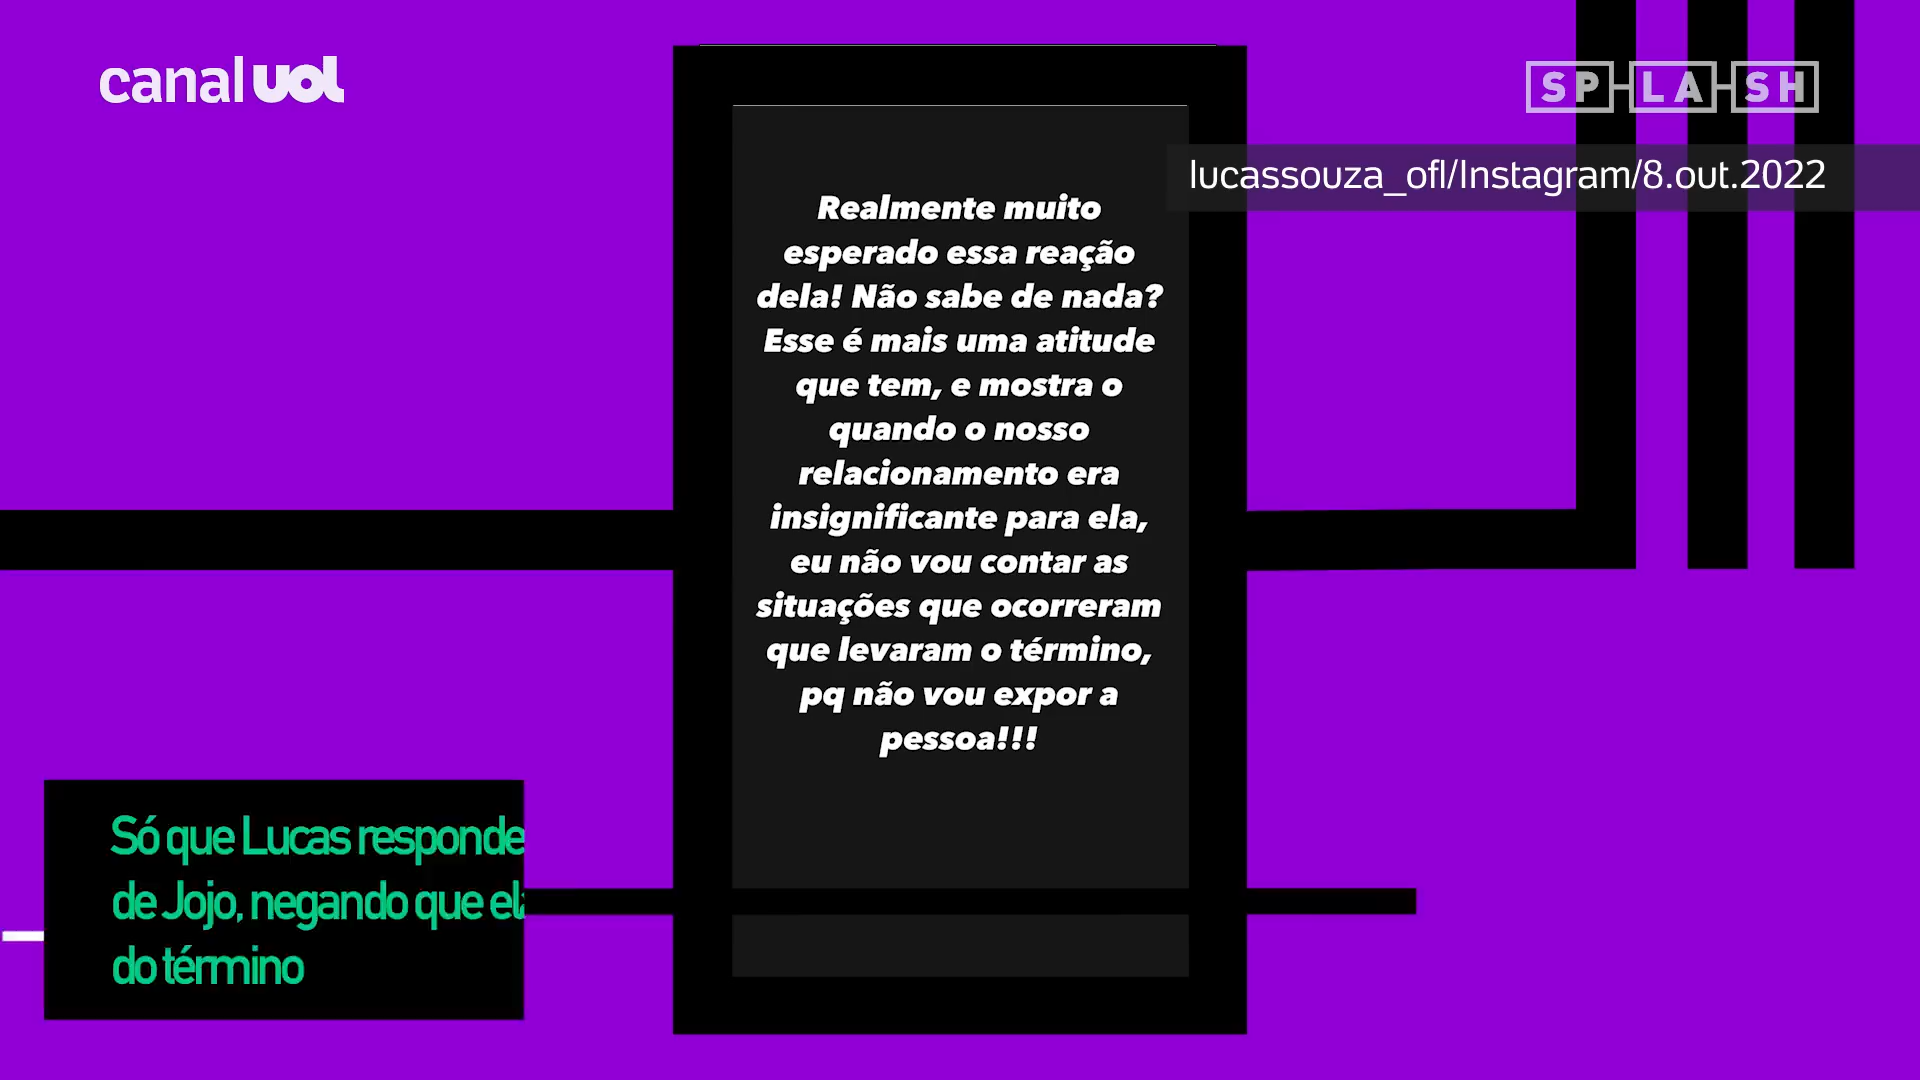 canal uol
SPLASH
lucassouza_ofl/Instagram/8.out.2022
Realmente muito
esperado essa reação
dela! Não sabe de nada?
Esse é mais uma atitude
que tem, e mostra o
quando o nosso
relacionamento era
insignificante para ela,
eu não vou contar as
situações que ocorreram
que levaram o término,
pq não vou expor a
pessoa!!!
Só que Lucas responde
de Jojo, negando que ela
do término